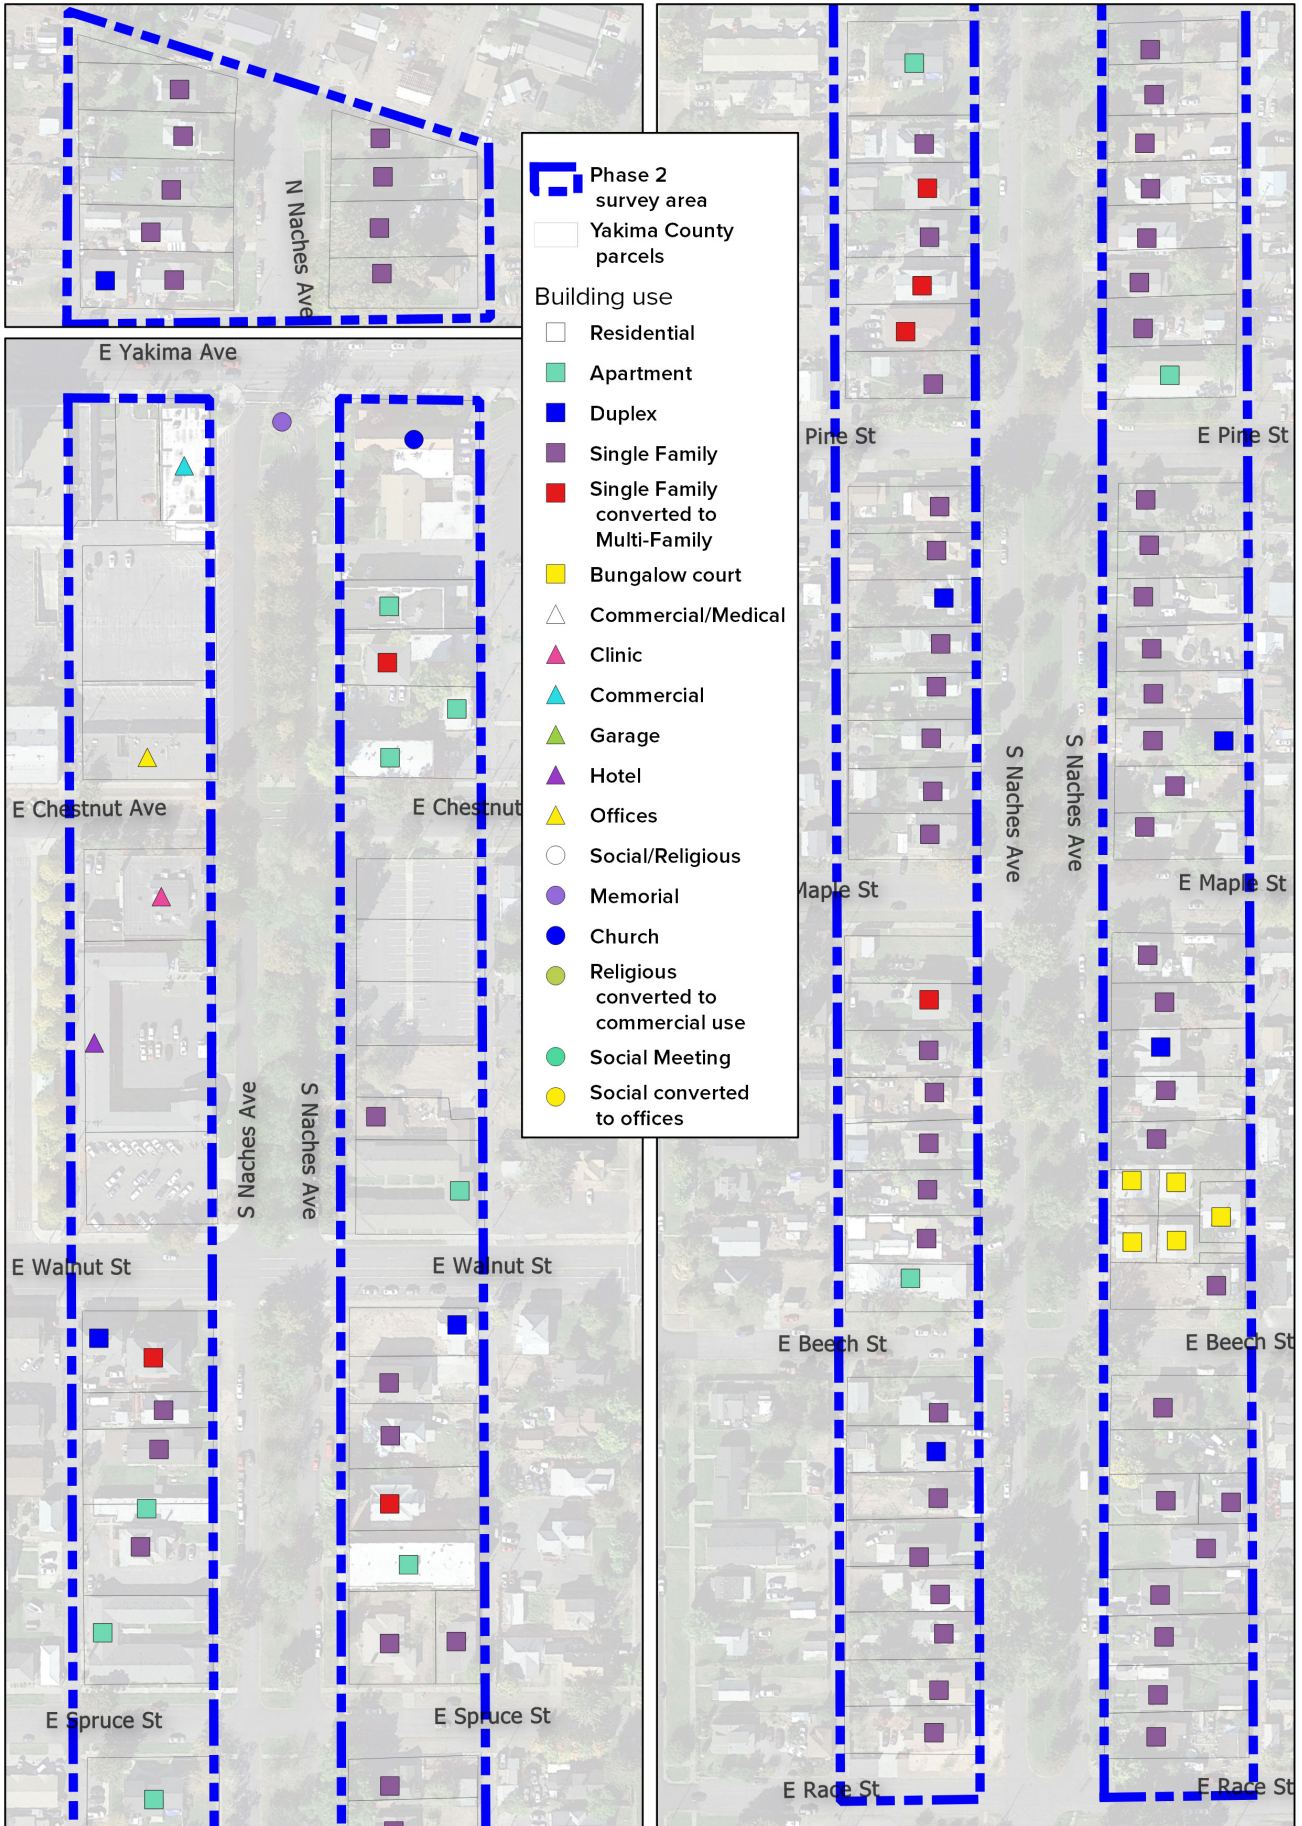 N Naches Ave
E Yakima Ave
E Chestnut Ave
E Chestnut
S Naches Ave
S Naches Ave
E Walnut St
E Walnut St
E Spruce St
E Spruce St
Phase 2
survey area
Yakima County
parcels
Building use
Residential
Apartment
Duplex
Single Family
Single Family
converted to
Multi-Family
Bungalow court
Commercial/Medical
Clinic
Commercial
Garage
Hotel
Offices
Social/Religious
Memorial
Church
Religious
converted to
commercial use
Social Meeting
Social converted
to offices
Pine St
E Pine St
S Naches Ave
S Naches Ave
Maple St
E Maple St
E Beech St
E Beech St
E Race St
E Race St